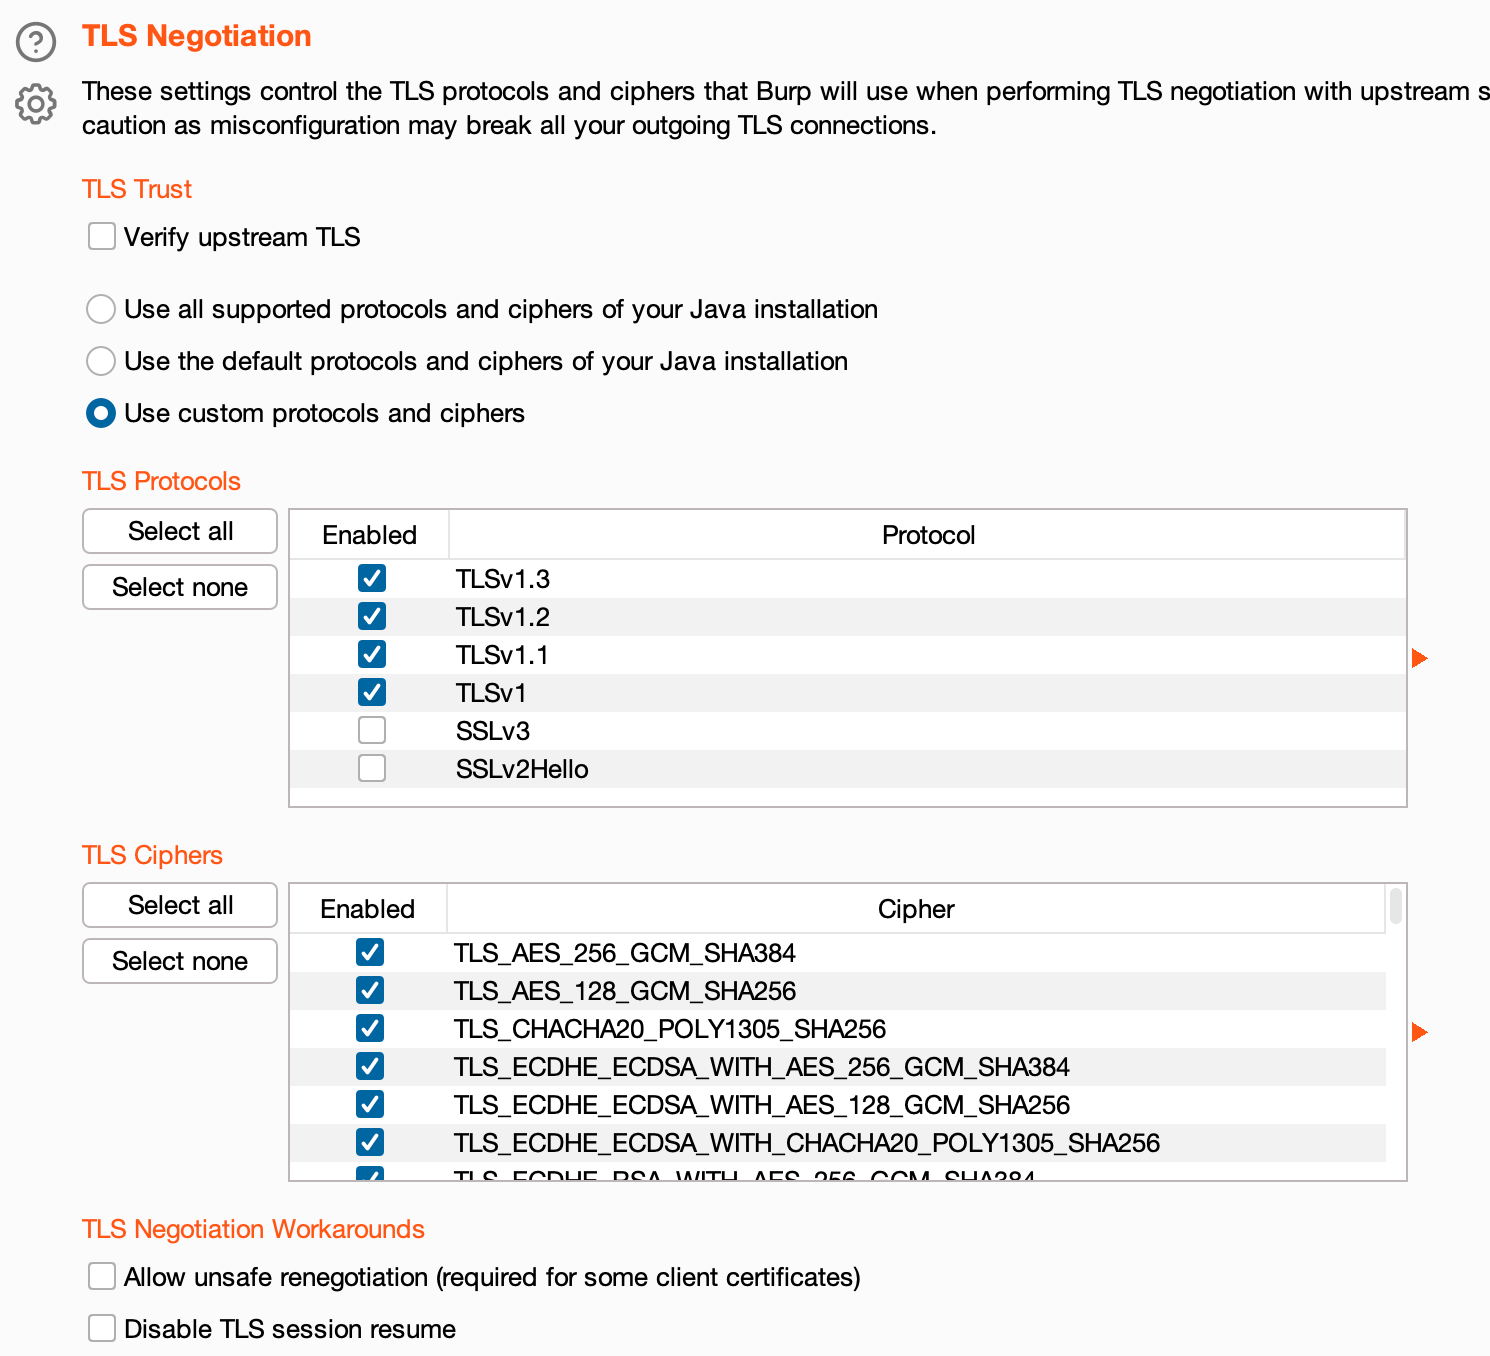 TLS Negotiation
These settings control the TLS protocols and ciphers that Burp will use when performing TLS negotiation with upstream s
caution as misconfiguration may break all your outgoing TLS connections.
TLS Trust
Verify upstream TLS
Use all supported protocols and ciphers of your Java installation
Use the default protocols and ciphers of your Java installation
Use custom protocols and ciphers
TLS Protocols
Select all
Select none
Enabled Protocol
TLSv1.3
TLSv1.2
TLSv1.1
TLSv1
SSLv3
SSLv2Hello
TLS Ciphers
Select all
Select none
Enabled Cipher
TLS_AES_256_GCM_SHA384
TLS_AES_128_GCM_SHA256
TLS_CHACHA20_POLY1305_SHA256
TLS_ECDHE_ECDSA_WITH_AES_256_GCM_SHA384
TLS_ECDHE_ECDSA_WITH_AES_128_GCM_SHA256
TLS_ECDHE_ECDSA_WITH_CHACHA20_POLY1305_SHA256
TLS_ECDHE_RSA_WITH_AES_256_GCM_SHA384
TLS Negotiation Workarounds
Allow unsafe renegotiation (required for some client certificates)
Disable TLS session resume